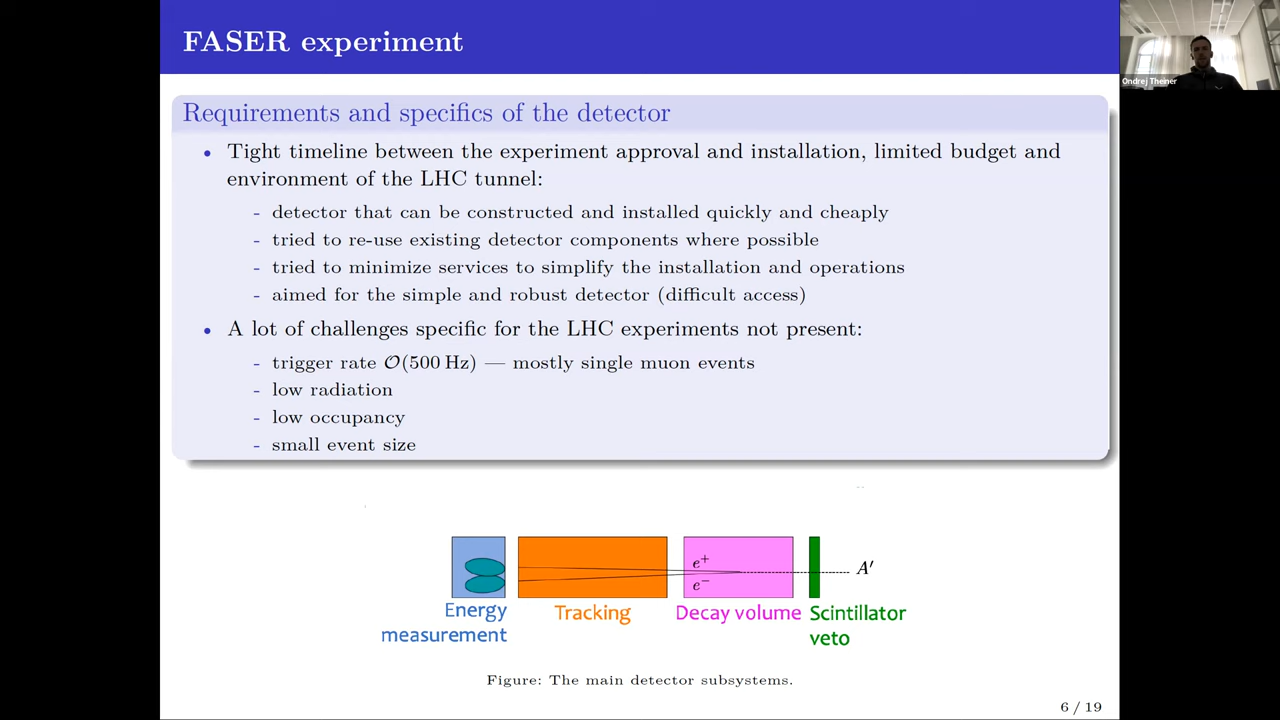 FASER experiment
Ondrej Theiner
Requirements and specifics of the detector
• Tight timeline between the experiment approval and installation, limited budget and
environment of the LHC tunnel:
- detector that can be constructed and installed quickly and cheaply
- tried to re-use existing detector components where possible
- tried to minimize services to simplify the installation and operations
- aimed for the simple and robust detector (difficult access)
• A lot of challenges specific for the LHC experiments not present:
- trigger rate 𝒪(500 Hz) — mostly single muon events
- low radiation
- low occupancy
- small event size
e⁺
e⁻
A′
Energy
measurement
Tracking
Decay volume
Scintillator
veto
Figure: The main detector subsystems.
6 / 19